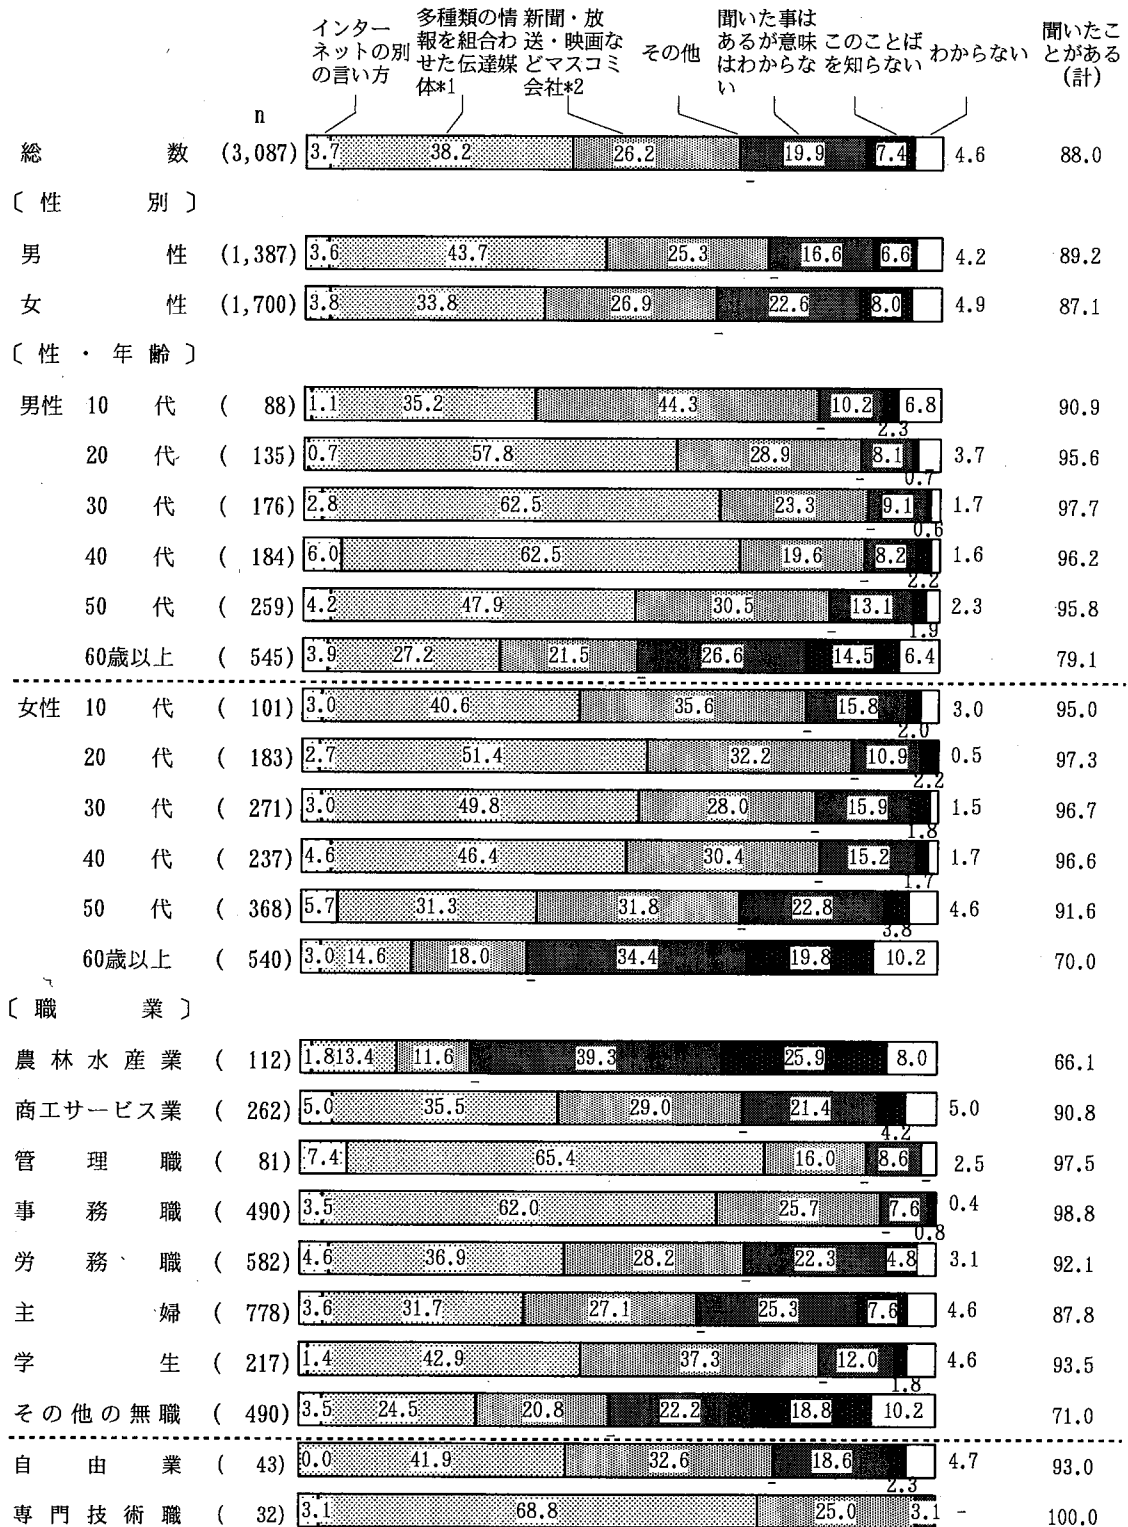 インターネットの別の言い方
多種類の情報を組合わせた伝達媒体*1
新聞・放送・映画などマスコミ会社*2
その他
聞いた事はあるが意味はわからない
このことばを知らない
わからない
聞いたことがある(計)
n
総 数 (3,087) 3.7 38.2 26.2 - 19.9 7.4 4.6 88.0
〔性 別〕
男 性 (1,387) 3.6 43.7 25.3 - 16.6 6.6 4.2 89.2
女 性 (1,700) 3.8 33.8 26.9 - 22.6 8.0 4.9 87.1
〔性・年齢〕
男性 10 代 ( 88) 1.1 35.2 44.3 - 10.2 2.3 6.8 90.9
20 代 ( 135) 0.7 57.8 28.9 - 8.1 0.7 3.7 95.6
30 代 ( 176) 2.8 62.5 23.3 - 9.1 0.6 1.7 97.7
40 代 ( 184) 6.0 62.5 19.6 - 8.2 2.2 1.6 96.2
50 代 ( 259) 4.2 47.9 30.5 - 13.1 1.9 2.3 95.8
60歳以上 ( 545) 3.9 27.2 21.5 - 26.6 14.5 6.4 79.1
女性 10 代 ( 101) 3.0 40.6 35.6 - 15.8 2.0 3.0 95.0
20 代 ( 183) 2.7 51.4 32.2 - 10.9 2.2 0.5 97.3
30 代 ( 271) 3.0 49.8 28.0 - 15.9 1.8 1.5 96.7
40 代 ( 237) 4.6 46.4 30.4 - 15.2 1.7 1.7 96.6
50 代 ( 368) 5.7 31.3 31.8 - 22.8 3.8 4.6 91.6
60歳以上 ( 540) 3.0 14.6 18.0 - 34.4 19.8 10.2 70.0
〔職 業〕
農林水産業 ( 112) 1.8 13.4 11.6 - 39.3 25.9 8.0 66.1
商工サービス業 ( 262) 5.0 35.5 29.0 - 21.4 4.2 5.0 90.8
管 理 職 ( 81) 7.4 65.4 16.0 - 8.6 - 2.5 97.5
事 務 職 ( 490) 3.5 62.0 25.7 - 7.6 0.8 0.4 98.8
労 務 職 ( 582) 4.6 36.9 28.2 - 22.3 4.8 3.1 92.1
主 婦 ( 778) 3.6 31.7 27.1 - 25.3 7.6 4.6 87.8
学 生 ( 217) 1.4 42.9 37.3 - 12.0 1.8 4.6 93.5
その他の無職 ( 490) 3.5 24.5 20.8 - 22.2 18.8 10.2 71.0
自 由 業 ( 43) 0.0 41.9 32.6 - 18.6 2.3 4.7 93.0
専門技術職 ( 32) 3.1 68.8 25.0 3.1 - 100.0